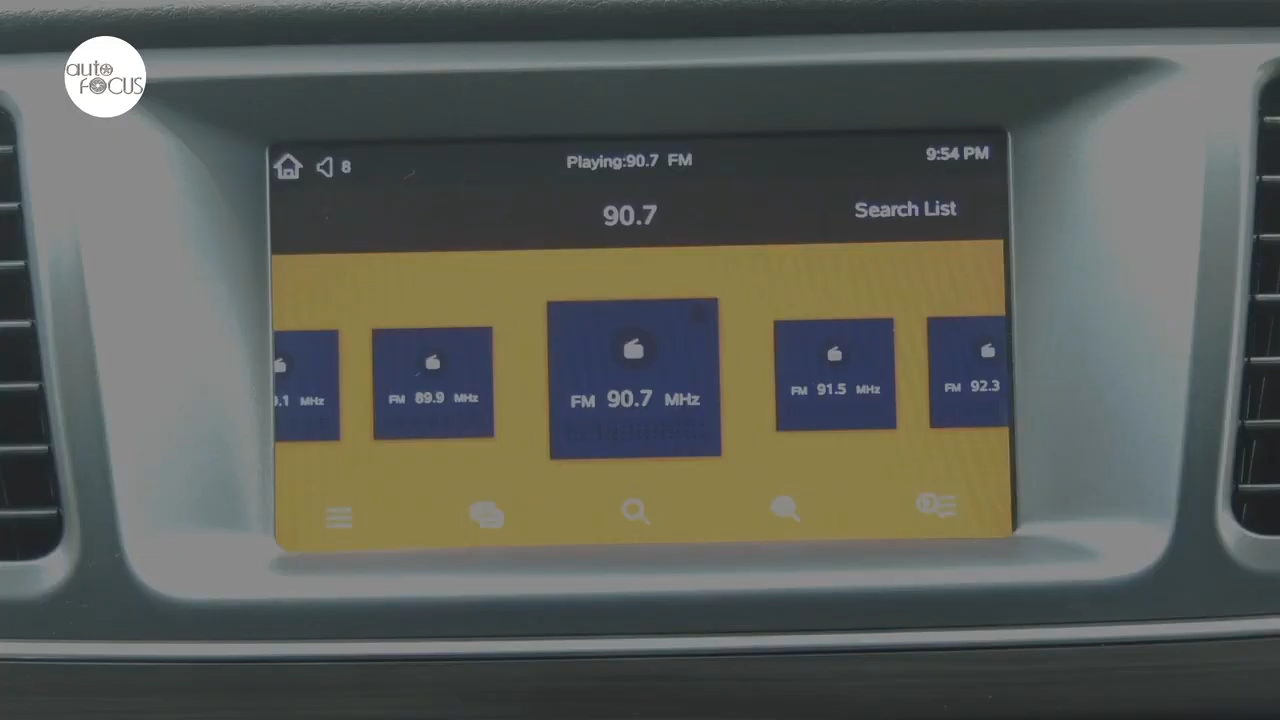 auto
FOCUS
8
Playing:90.7 FM
9:54 PM
90.7
Search List
.1 MHz
FM 89.9 MHz
FM 90.7 MHz
FM 91.5 MHz
FM 92.3